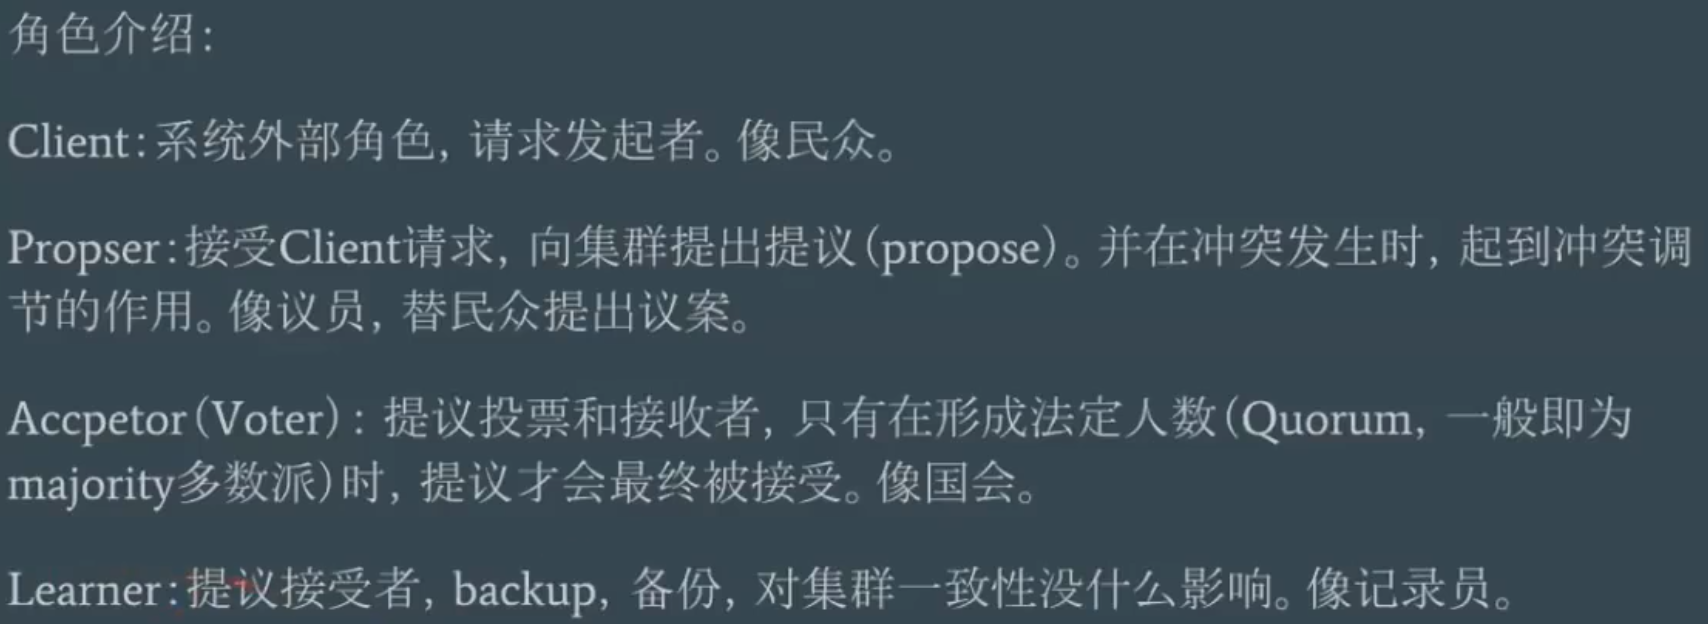 角色介绍：
Client：系统外部角色，请求发起者。像民众。
Propser：接受Client请求，向集群提出提议（propose）。并在冲突发生时，起到冲突调
节的作用。像议员，替民众提出议案。
Accpetor（Voter）：提议投票和接收者，只有在形成法定人数（Quorum，一般即为
majority多数派）时，提议才会最终被接受。像国会。
Learner：提议接受者，backup，备份，对集群一致性没什么影响。像记录员。